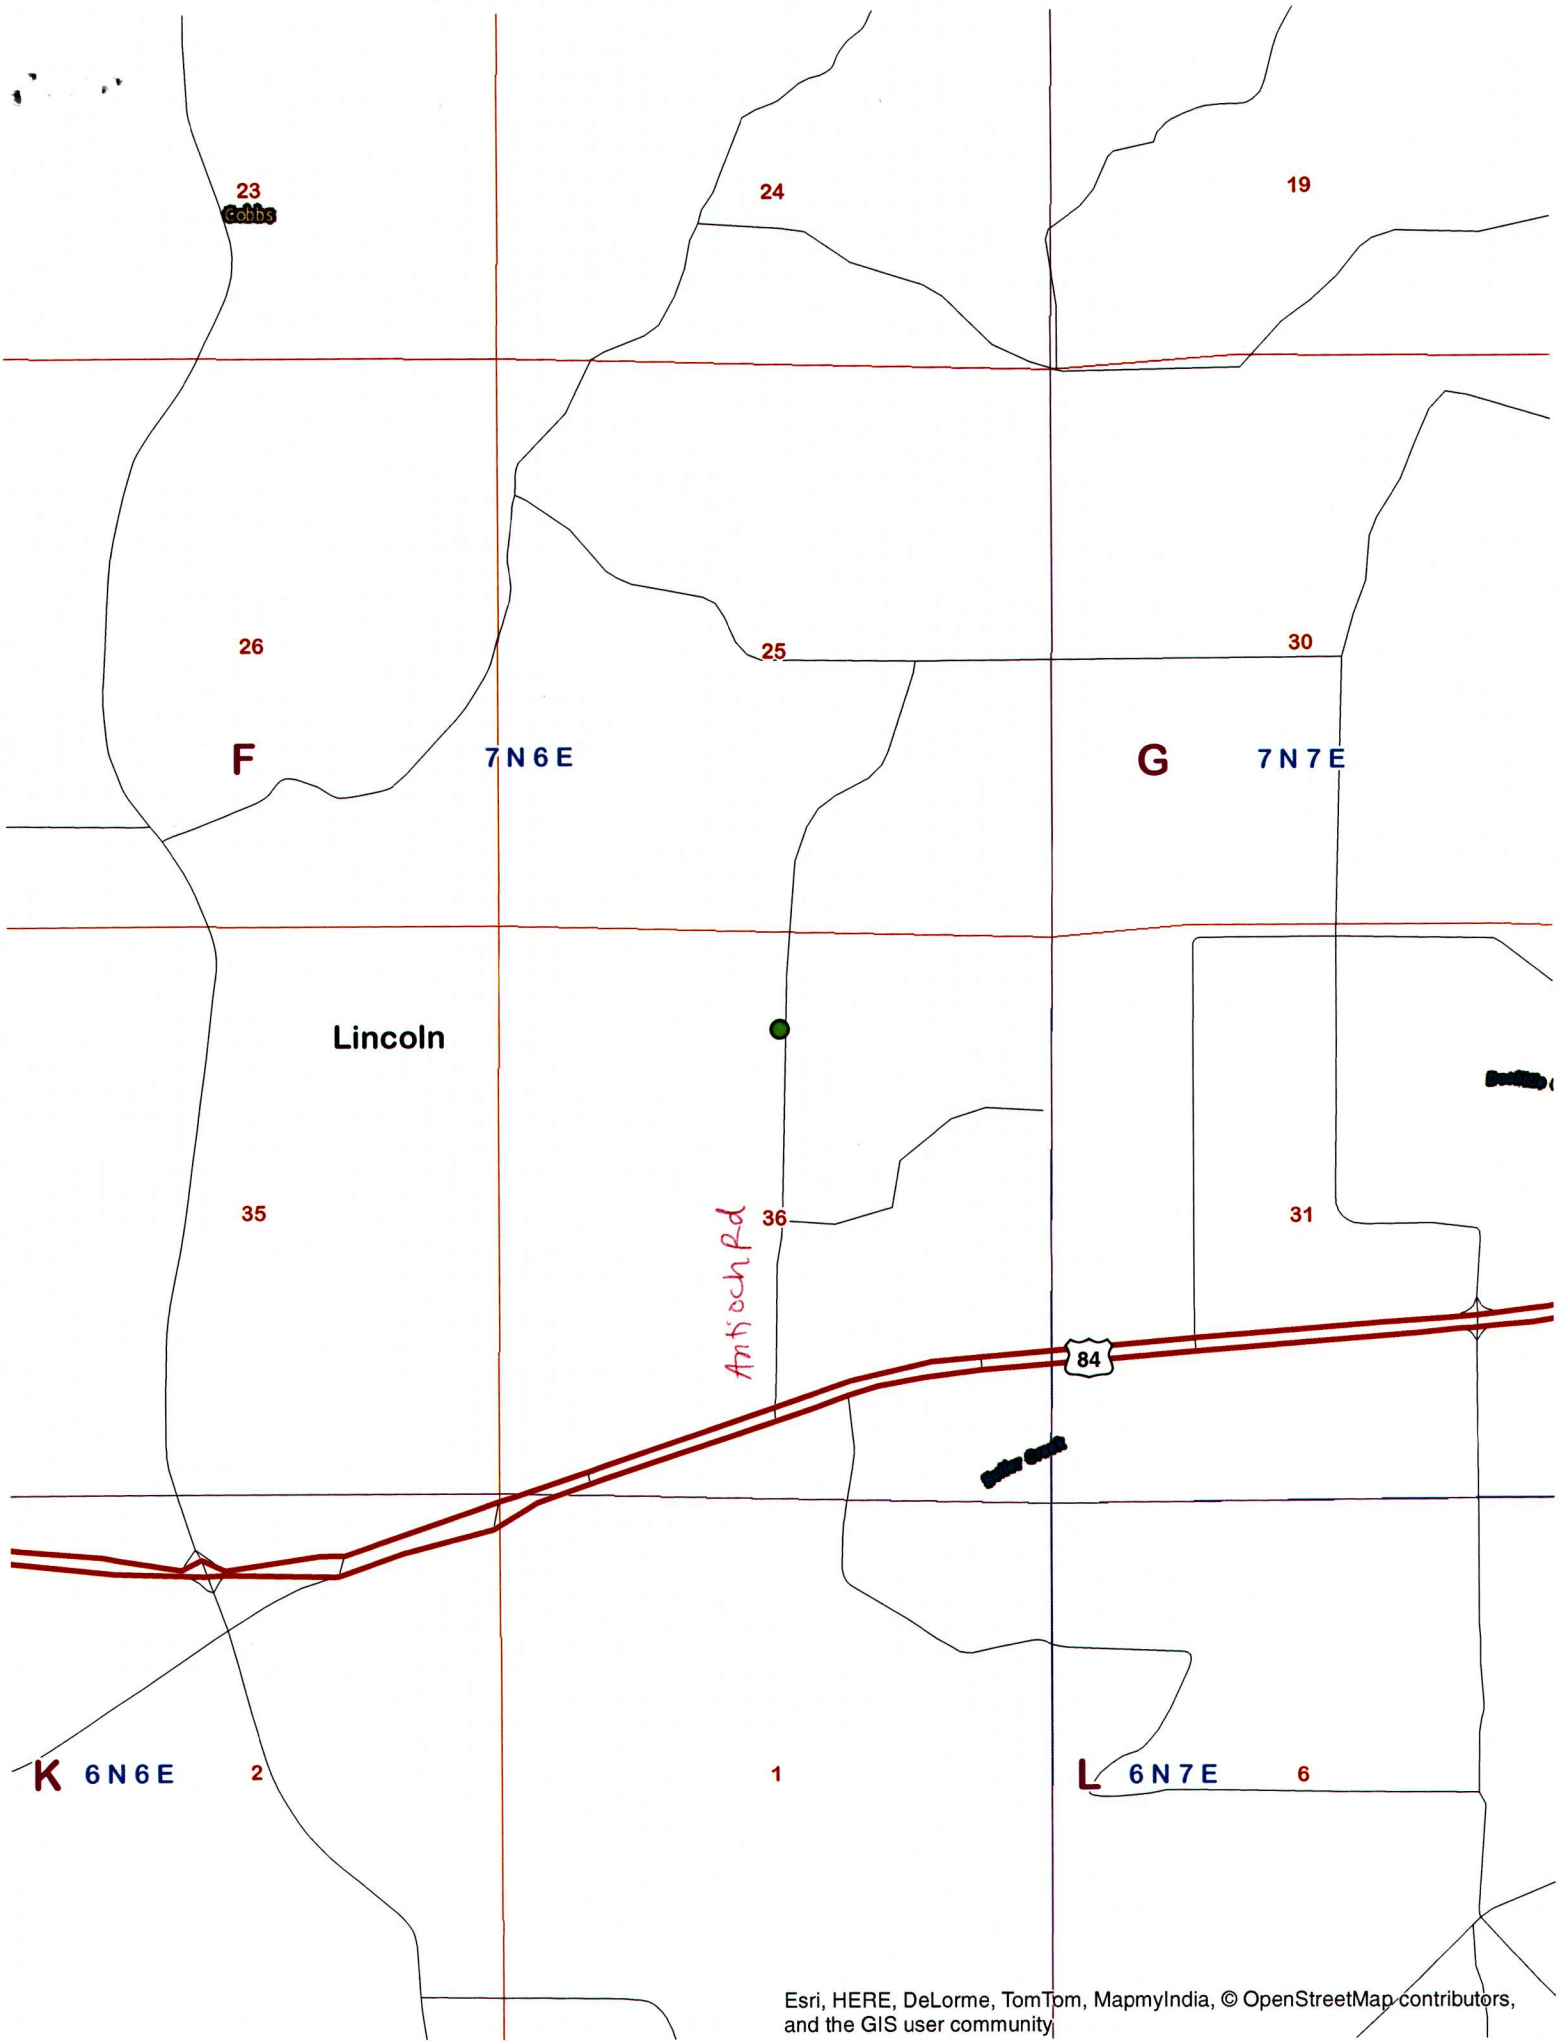 23
24
19
Cobbs
26
25
30
F
7 N 6 E
G
7 N 7 E
Lincoln
35
36
31
Antioch Rd
84
K
6 N 6 E
2
1
L
6 N 7 E
6
Esri, HERE, DeLorme, TomTom, MapmyIndia, © OpenStreetMap contributors,
and the GIS user community